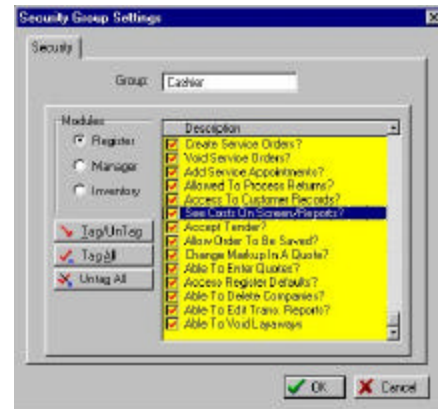 Security Group Settings
Security
Group: Cashier
Modules
Register
Manager
Inventory
Tag/UnTag
Tag All
Untag All
Description
Create Service Orders?
Void Service Orders?
Add Service Appointments?
Allowed To Process Returns?
Access To Customer Records?
See Costs On Screen/Reports?
Accept Tender?
Allow Order To Be Saved?
Change Markup In A Quote?
Able To Enter Quotes?
Access Register Defaults?
Able To Delete Companies?
Able To Edit Trans. Reports?
Able To Void Layaways
OK
Cancel